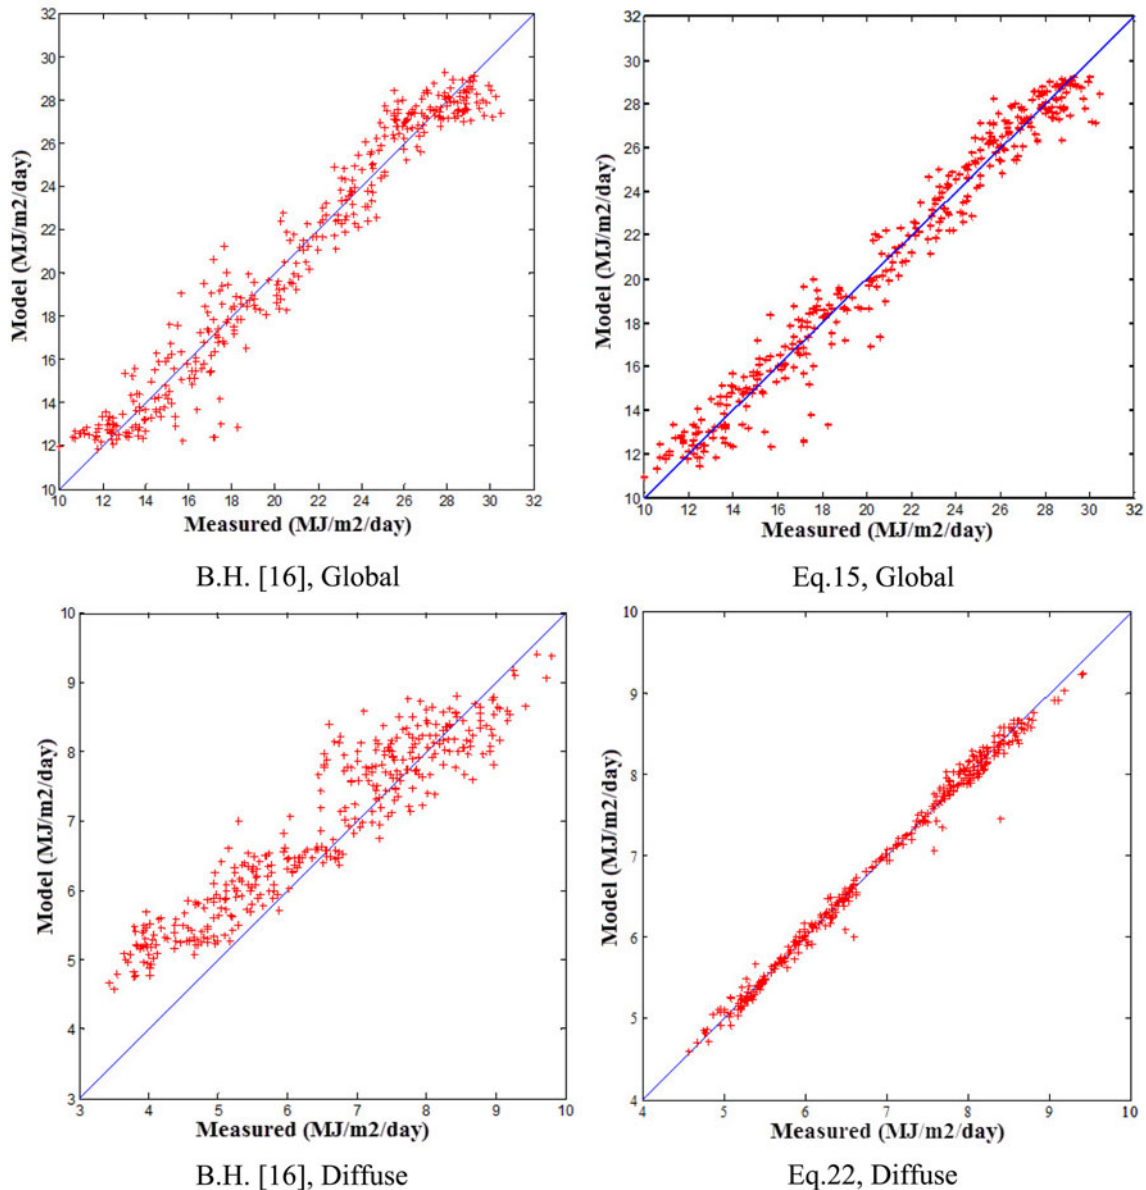 32
30
28
26
24
22
20
18
16
14
12
10
Model (MJ/m2/day)
10 12 14 16 18 20 22 24 26 28 30 32
Measured (MJ/m2/day)
B.H. [16], Global
32
30
28
26
24
22
20
18
16
14
12
10
Model (MJ/m2/day)
10 12 14 16 18 20 22 24 26 28 30 32
Measured (MJ/m2/day)
Eq.15, Global
10
9
8
7
6
5
4
3
Model (MJ/m2/day)
3 4 5 6 7 8 9 10
Measured (MJ/m2/day)
B.H. [16], Diffuse
10
9
8
7
6
5
4
Model (MJ/m2/day)
4 5 6 7 8 9 10
Measured (MJ/m2/day)
Eq.22, Diffuse